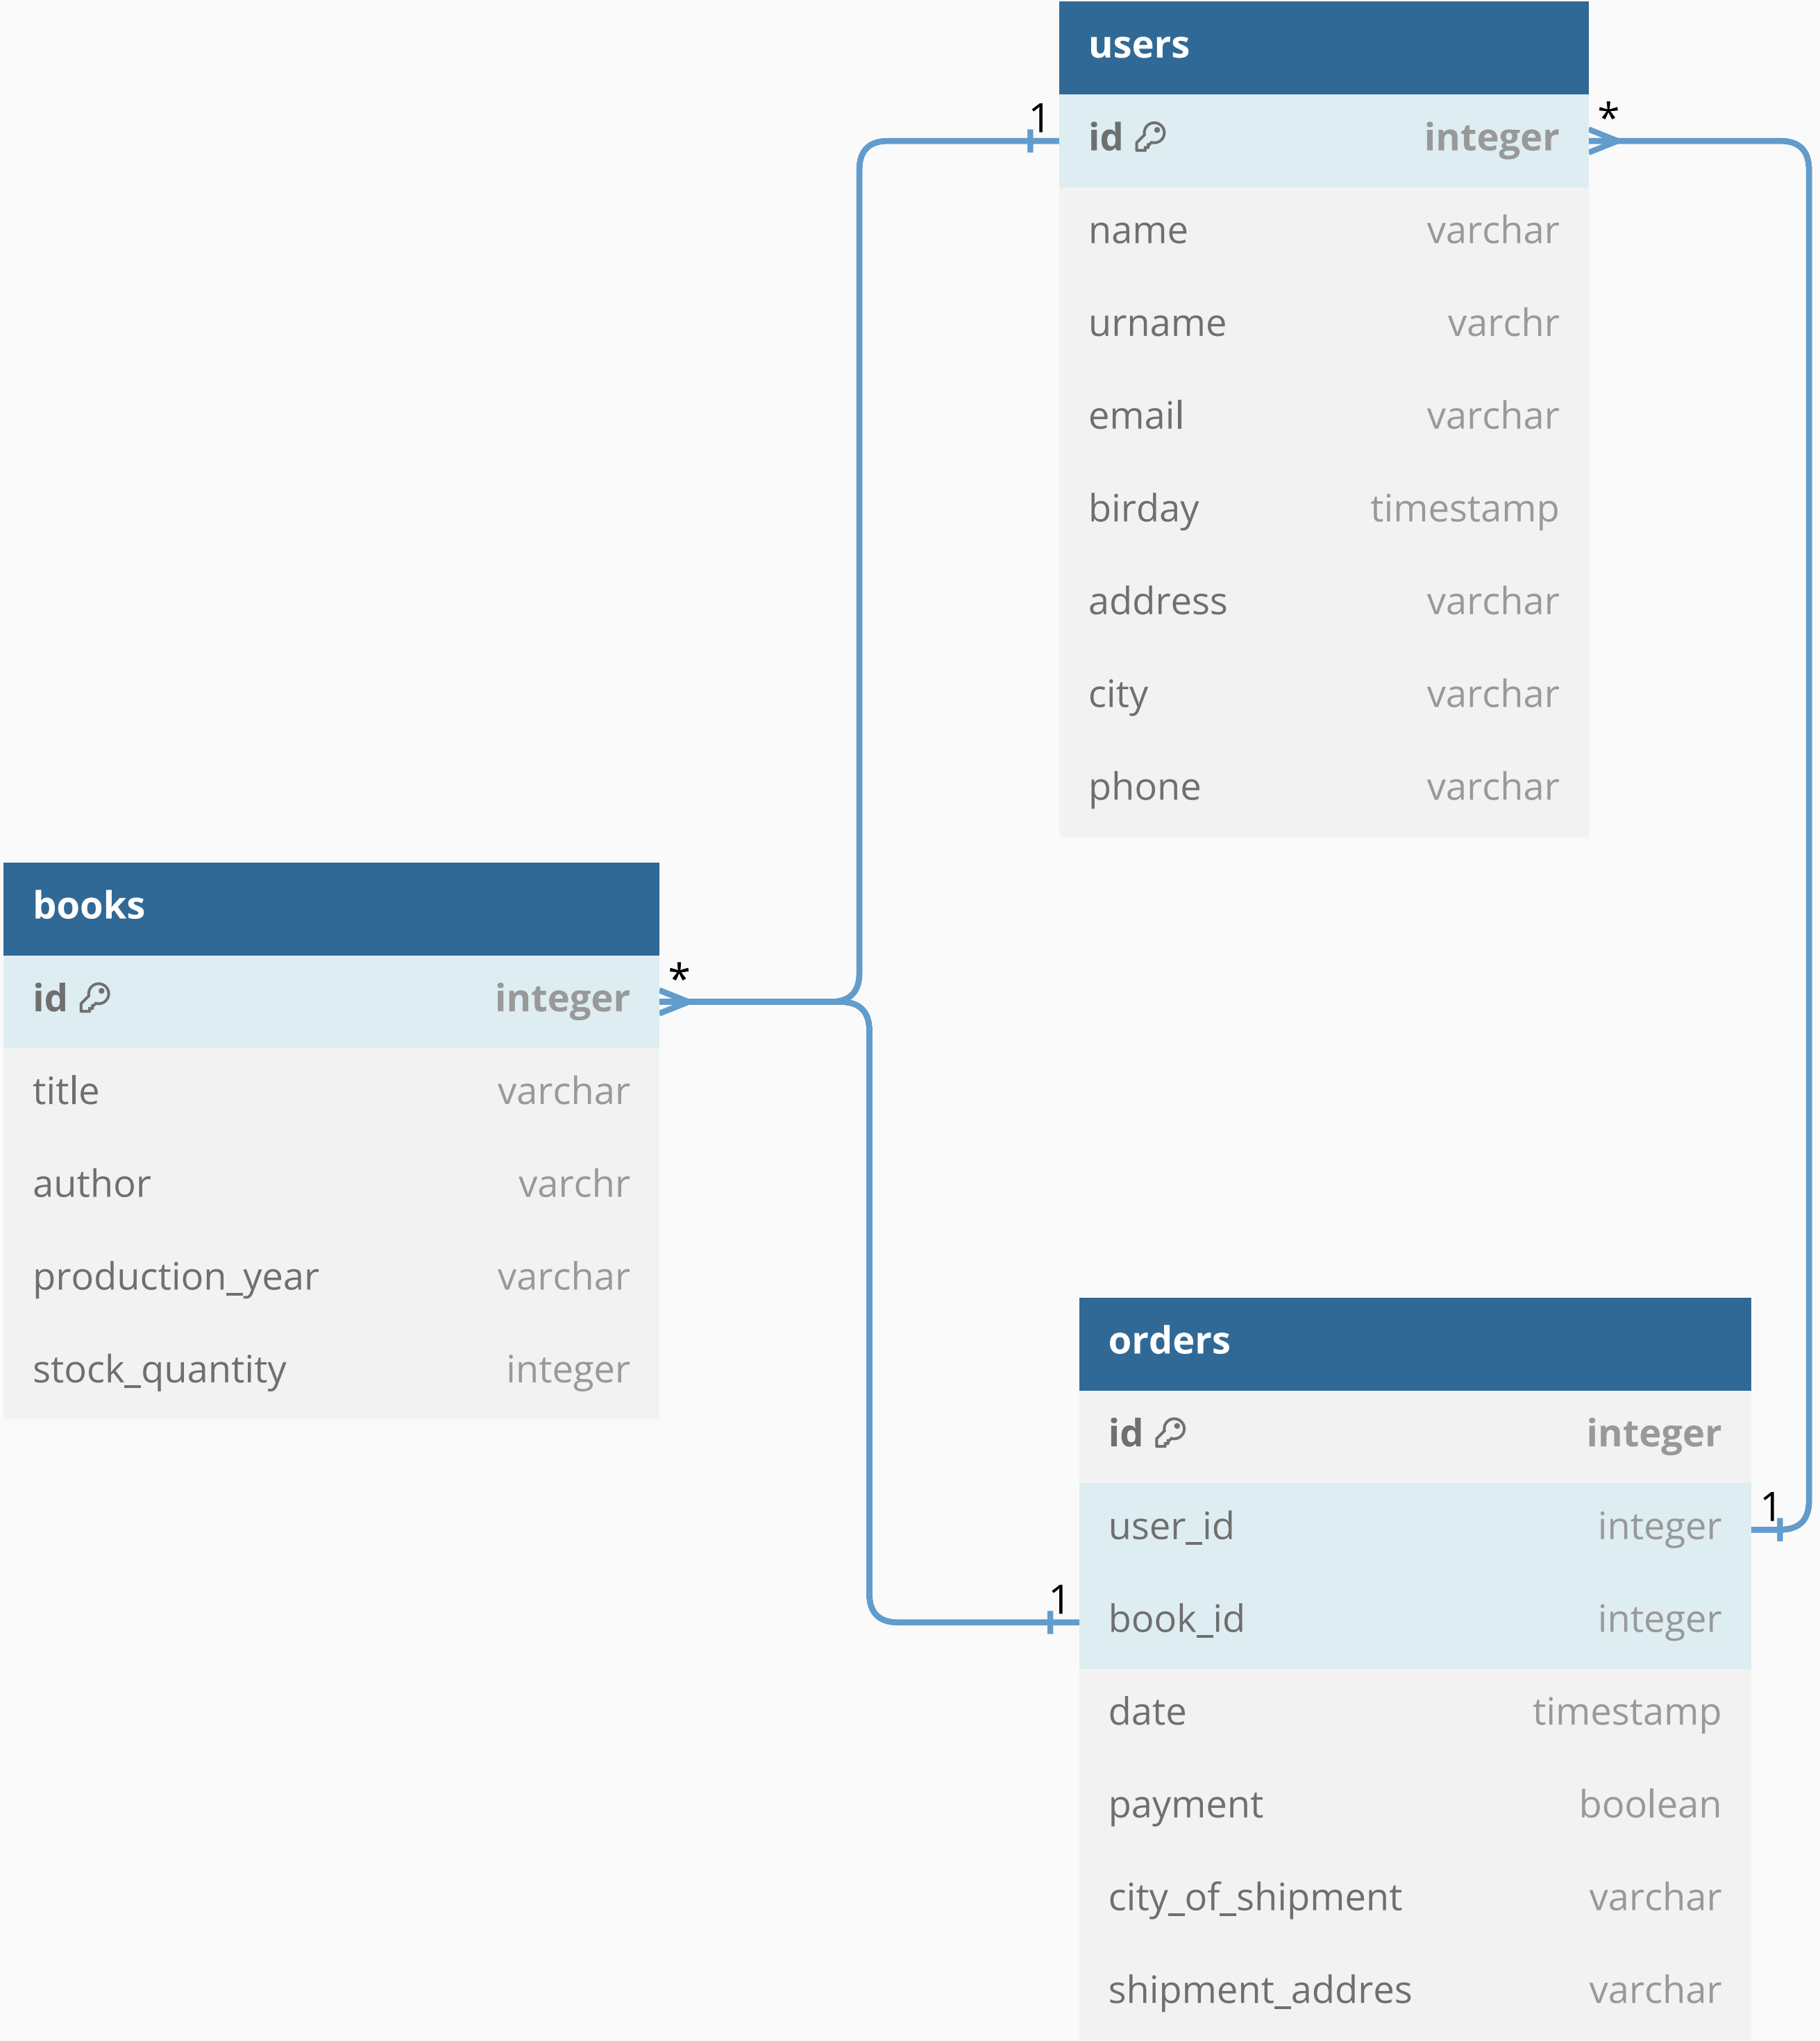 users
1
*
id integer
name varchar
urname varchr
email varchar
birday timestamp
address varchar
city varchar
phone varchar
books
*
id integer
title varchar
author varchr
production_year varchar
stock_quantity integer
orders
id integer
user_id integer
1
book_id integer
1
date timestamp
payment boolean
city_of_shipment varchar
shipment_addres varchar